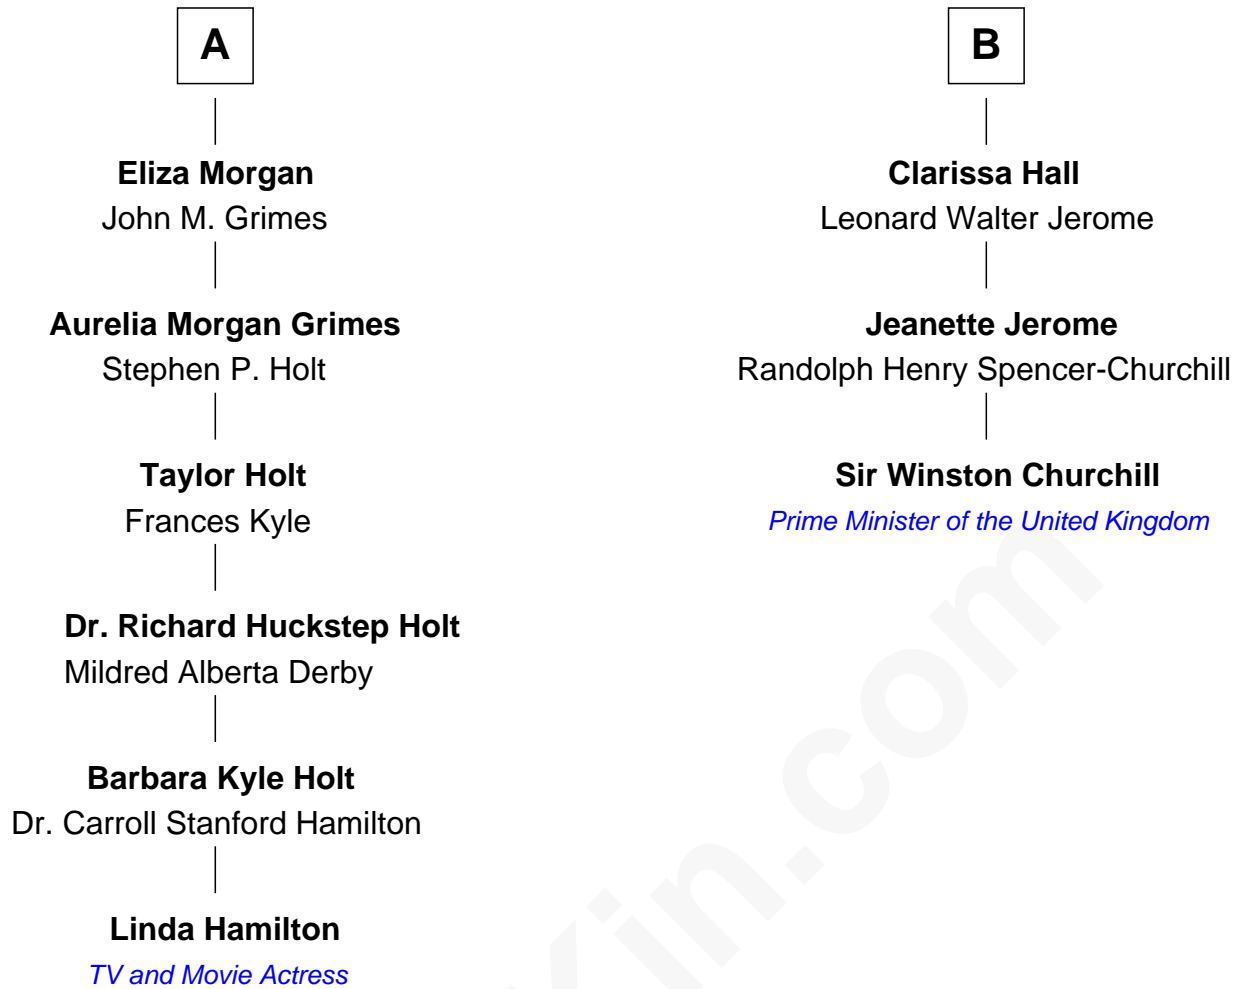 A
Eliza Morgan
John M. Grimes
Aurelia Morgan Grimes
Stephen P. Holt
Taylor Holt
Frances Kyle
Dr. Richard Huckstep Holt
Mildred Alberta Derby
Barbara Kyle Holt
Dr. Carroll Stanford Hamilton
Linda Hamilton
TV and Movie Actress
B
Clarissa Hall
Leonard Walter Jerome
Jeanette Jerome
Randolph Henry Spencer-Churchill
Sir Winston Churchill
Prime Minister of the United Kingdom
Kin.com